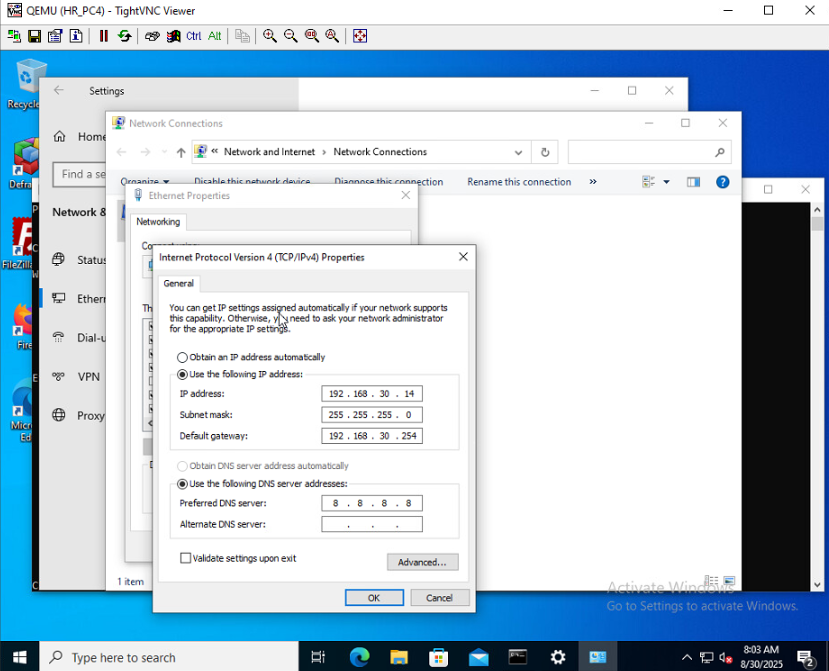 QEMU (HR_PC4) - TightVNC Viewer
Ctrl Alt
Recycle
Settings
Network Connections
Home
Network and Internet › Network Connections
Find a se
Defra
Organize
Disable this network device
Diagnose this connection
Rename this connection
»
Ethernet Properties
Network &
Networking
Status
FileZill
Internet Protocol Version 4 (TCP/IPv4) Properties
General
Ethern
You can get IP settings assigned automatically if your network supports
this capability. Otherwise, you need to ask your network administrator
for the appropriate IP settings.
Th
Dial-u
Fire
Obtain an IP address automatically
Use the following IP address:
VPN
IP address: 192 . 168 . 30 . 14
Subnet mask: 255 . 255 . 255 . 0
Proxy
Default gateway: 192 . 168 . 30 . 254
Micr
Ed
Obtain DNS server address automatically
Use the following DNS server addresses:
Preferred DNS server: 8 . 8 . 8 . 8
Alternate DNS server: . . .
Validate settings upon exit
Advanced...
1 item
OK
Cancel
Activate Windows
Go to Settings to activate Windows.
Type here to search
8:03 AM
8/30/2025
2